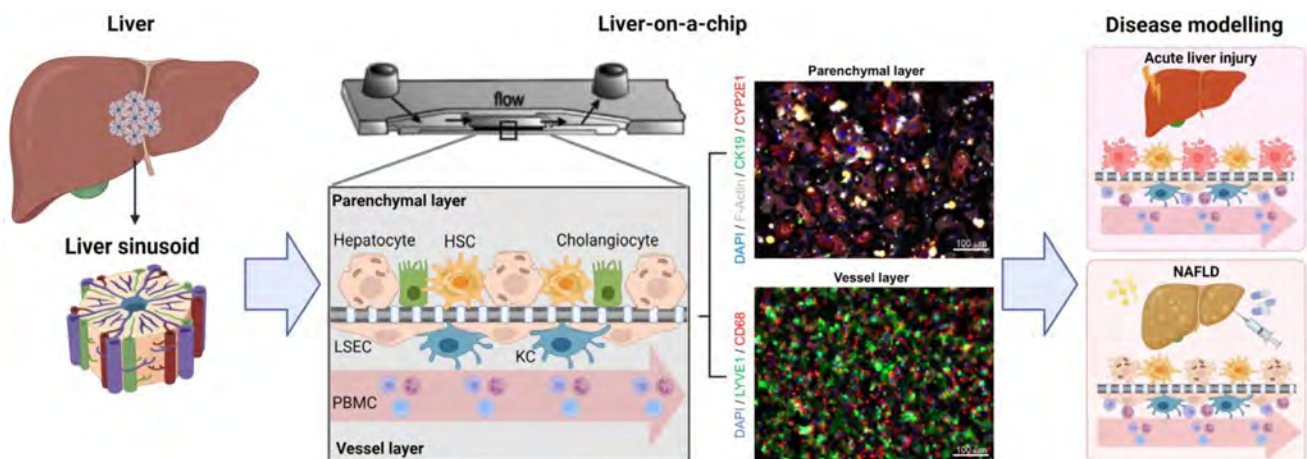 Liver
Liver sinusoid
Liver-on-a-chip
flow
Parenchymal layer
Hepatocyte
HSC
Cholangiocyte
LSEC
KC
PBMC
Vessel layer
Parenchymal layer
DAPI / F-Actin / CK19 / CYP2E1
100 µm
Vessel layer
DAPI / LYVE1 / CD68
100 µm
Disease modelling
Acute liver injury
NAFLD